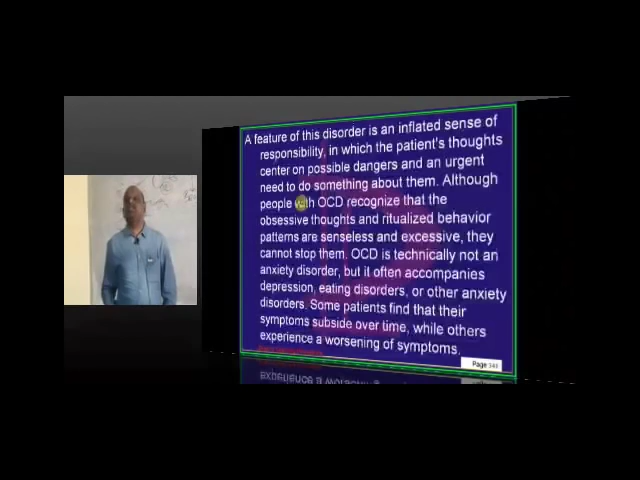 A feature of this disorder is an inflated sense of
responsibility, in which the patient's thoughts
center on possible dangers and an urgent
need to do something about them. Although
people with OCD recognize that the
obsessive thoughts and ritualized behavior
patterns are senseless and excessive, they
cannot stop them. OCD is technically not an
anxiety disorder, but it often accompanies
depression, eating disorders, or other anxiety
disorders. Some patients find that their
symptoms subside over time, while others
experience a worsening of symptoms.
Page